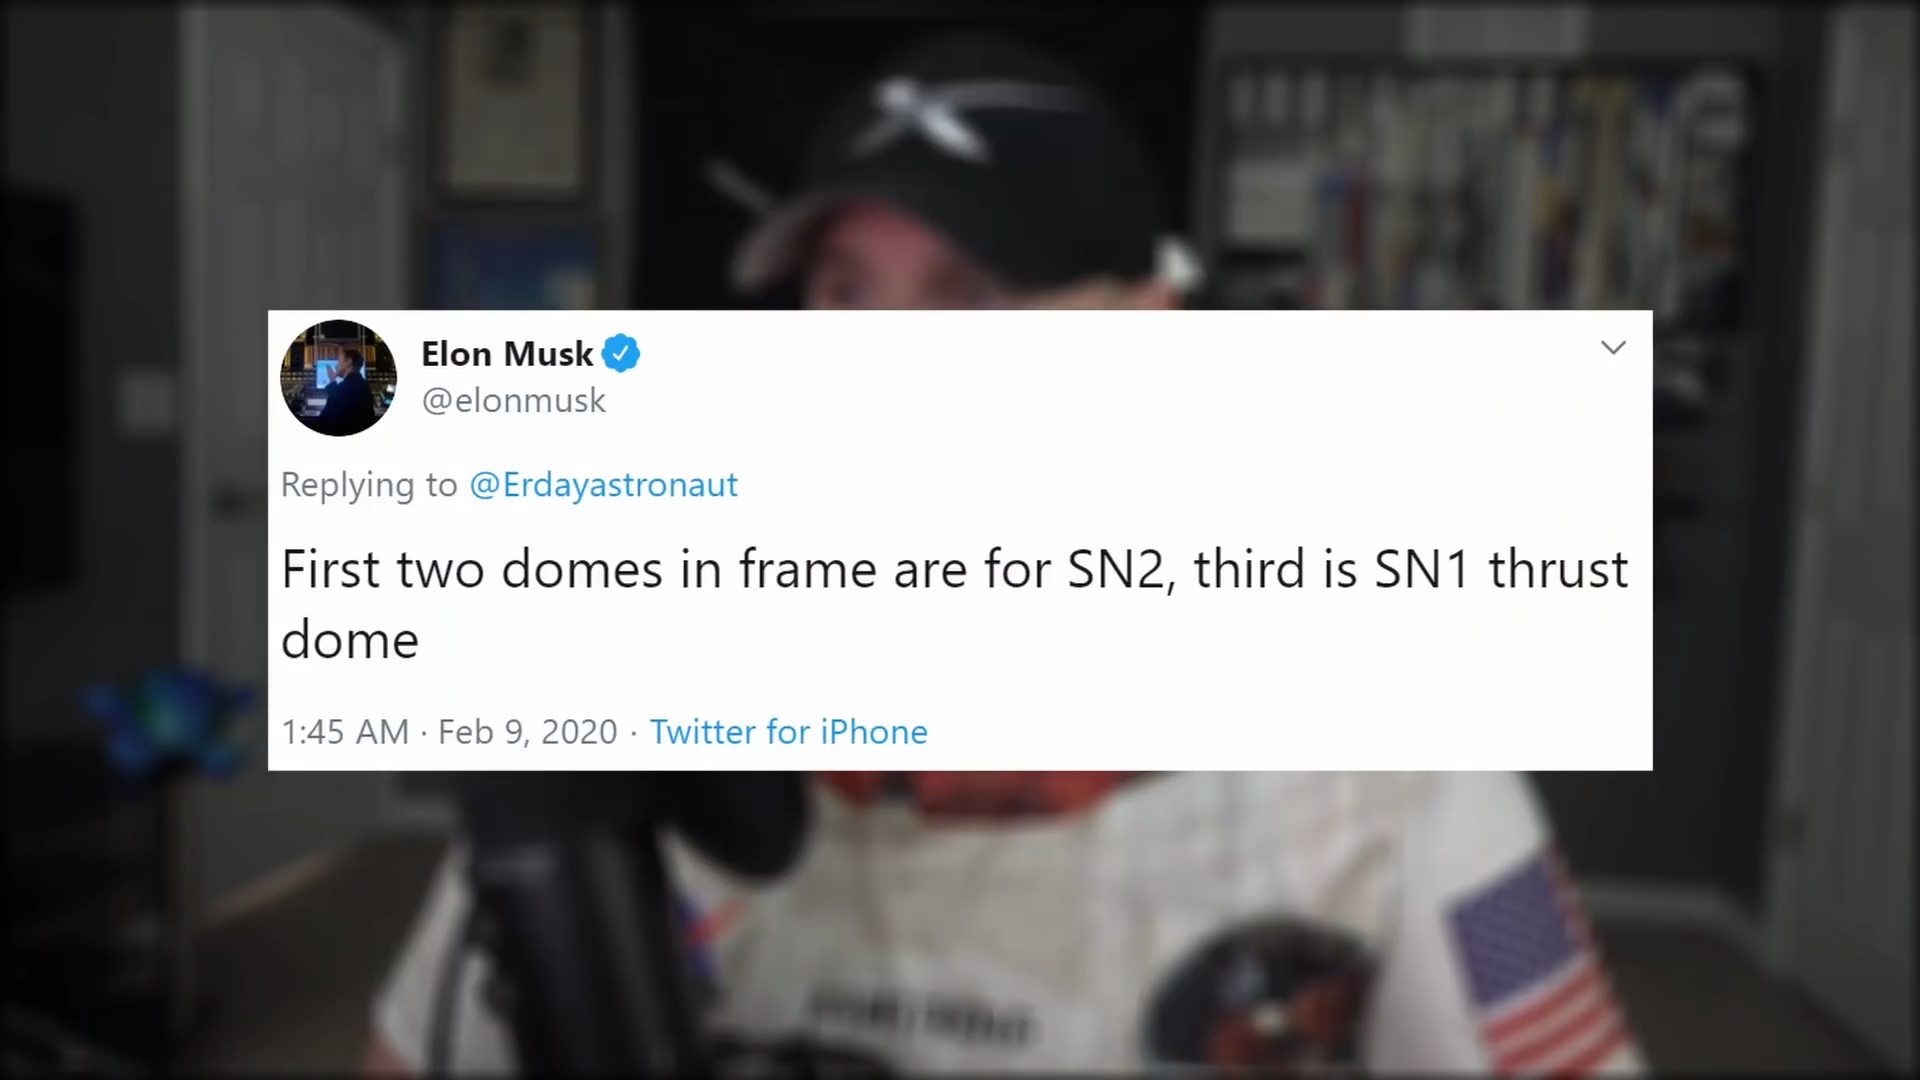 Elon Musk
@elonmusk
Replying to @Erdayastronaut
First two domes in frame are for SN2, third is SN1 thrust
dome
1:45 AM · Feb 9, 2020 · Twitter for iPhone